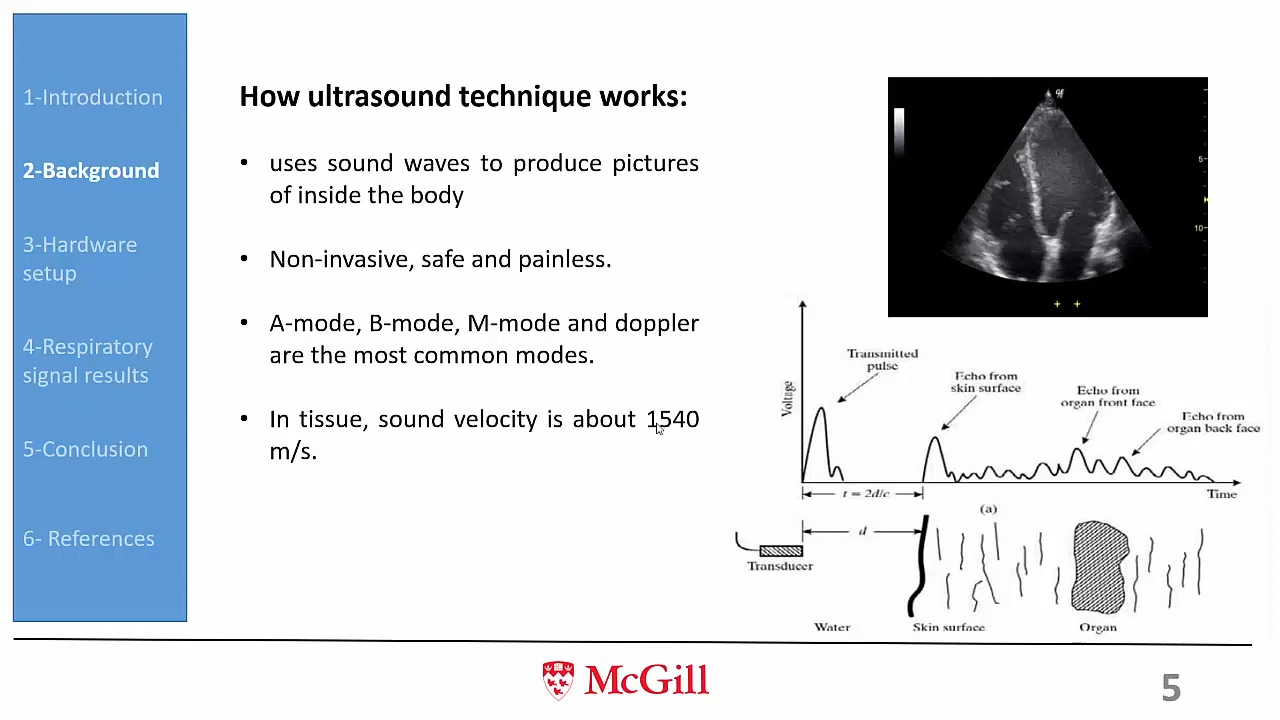 1-Introduction
2-Background
3-Hardware
setup
4-Respiratory
signal results
5-Conclusion
6- References
How ultrasound technique works:
• uses sound waves to produce pictures
of inside the body
• Non-invasive, safe and painless.
• A-mode, B-mode, M-mode and doppler
are the most common modes.
• In tissue, sound velocity is about 1540
m/s.
5
10
Voltage
Transmitted
pulse
Echo from
skin surface
Echo from
organ front face
Echo from
organ back face
t = 2d/c
Time
(a)
d
Transducer
Water
Skin surface
Organ
McGill
5